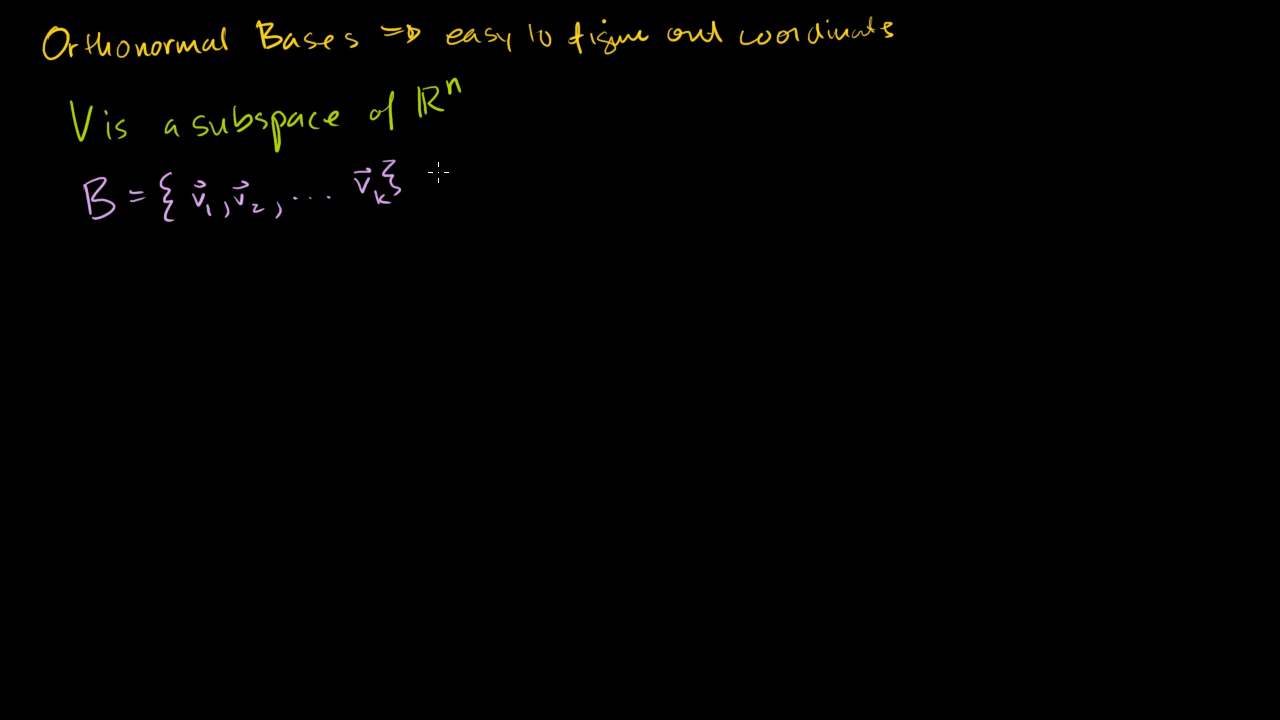 Orthonormal Bases ⇒ easy to figure out coordinates
V is a subspace of ℝⁿ
B = { v⃗₁, v⃗₂, ... v⃗ₖ}